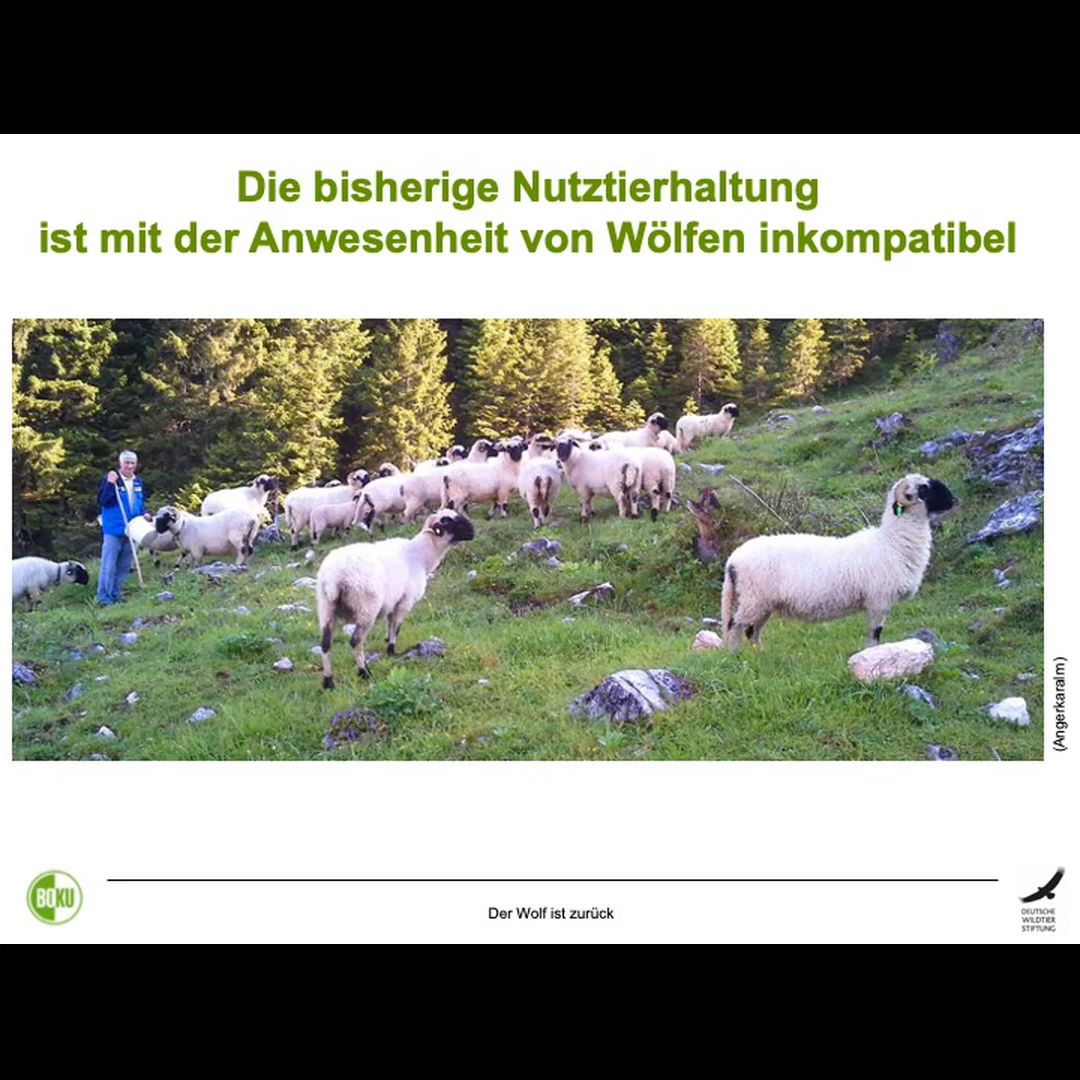 Die bisherige Nutztierhaltung
ist mit der Anwesenheit von Wölfen inkompatibel
(Angerkaralm)
BOKU
Der Wolf ist zurück
DEUTSCHE
WILDTIER
STIFTUNG